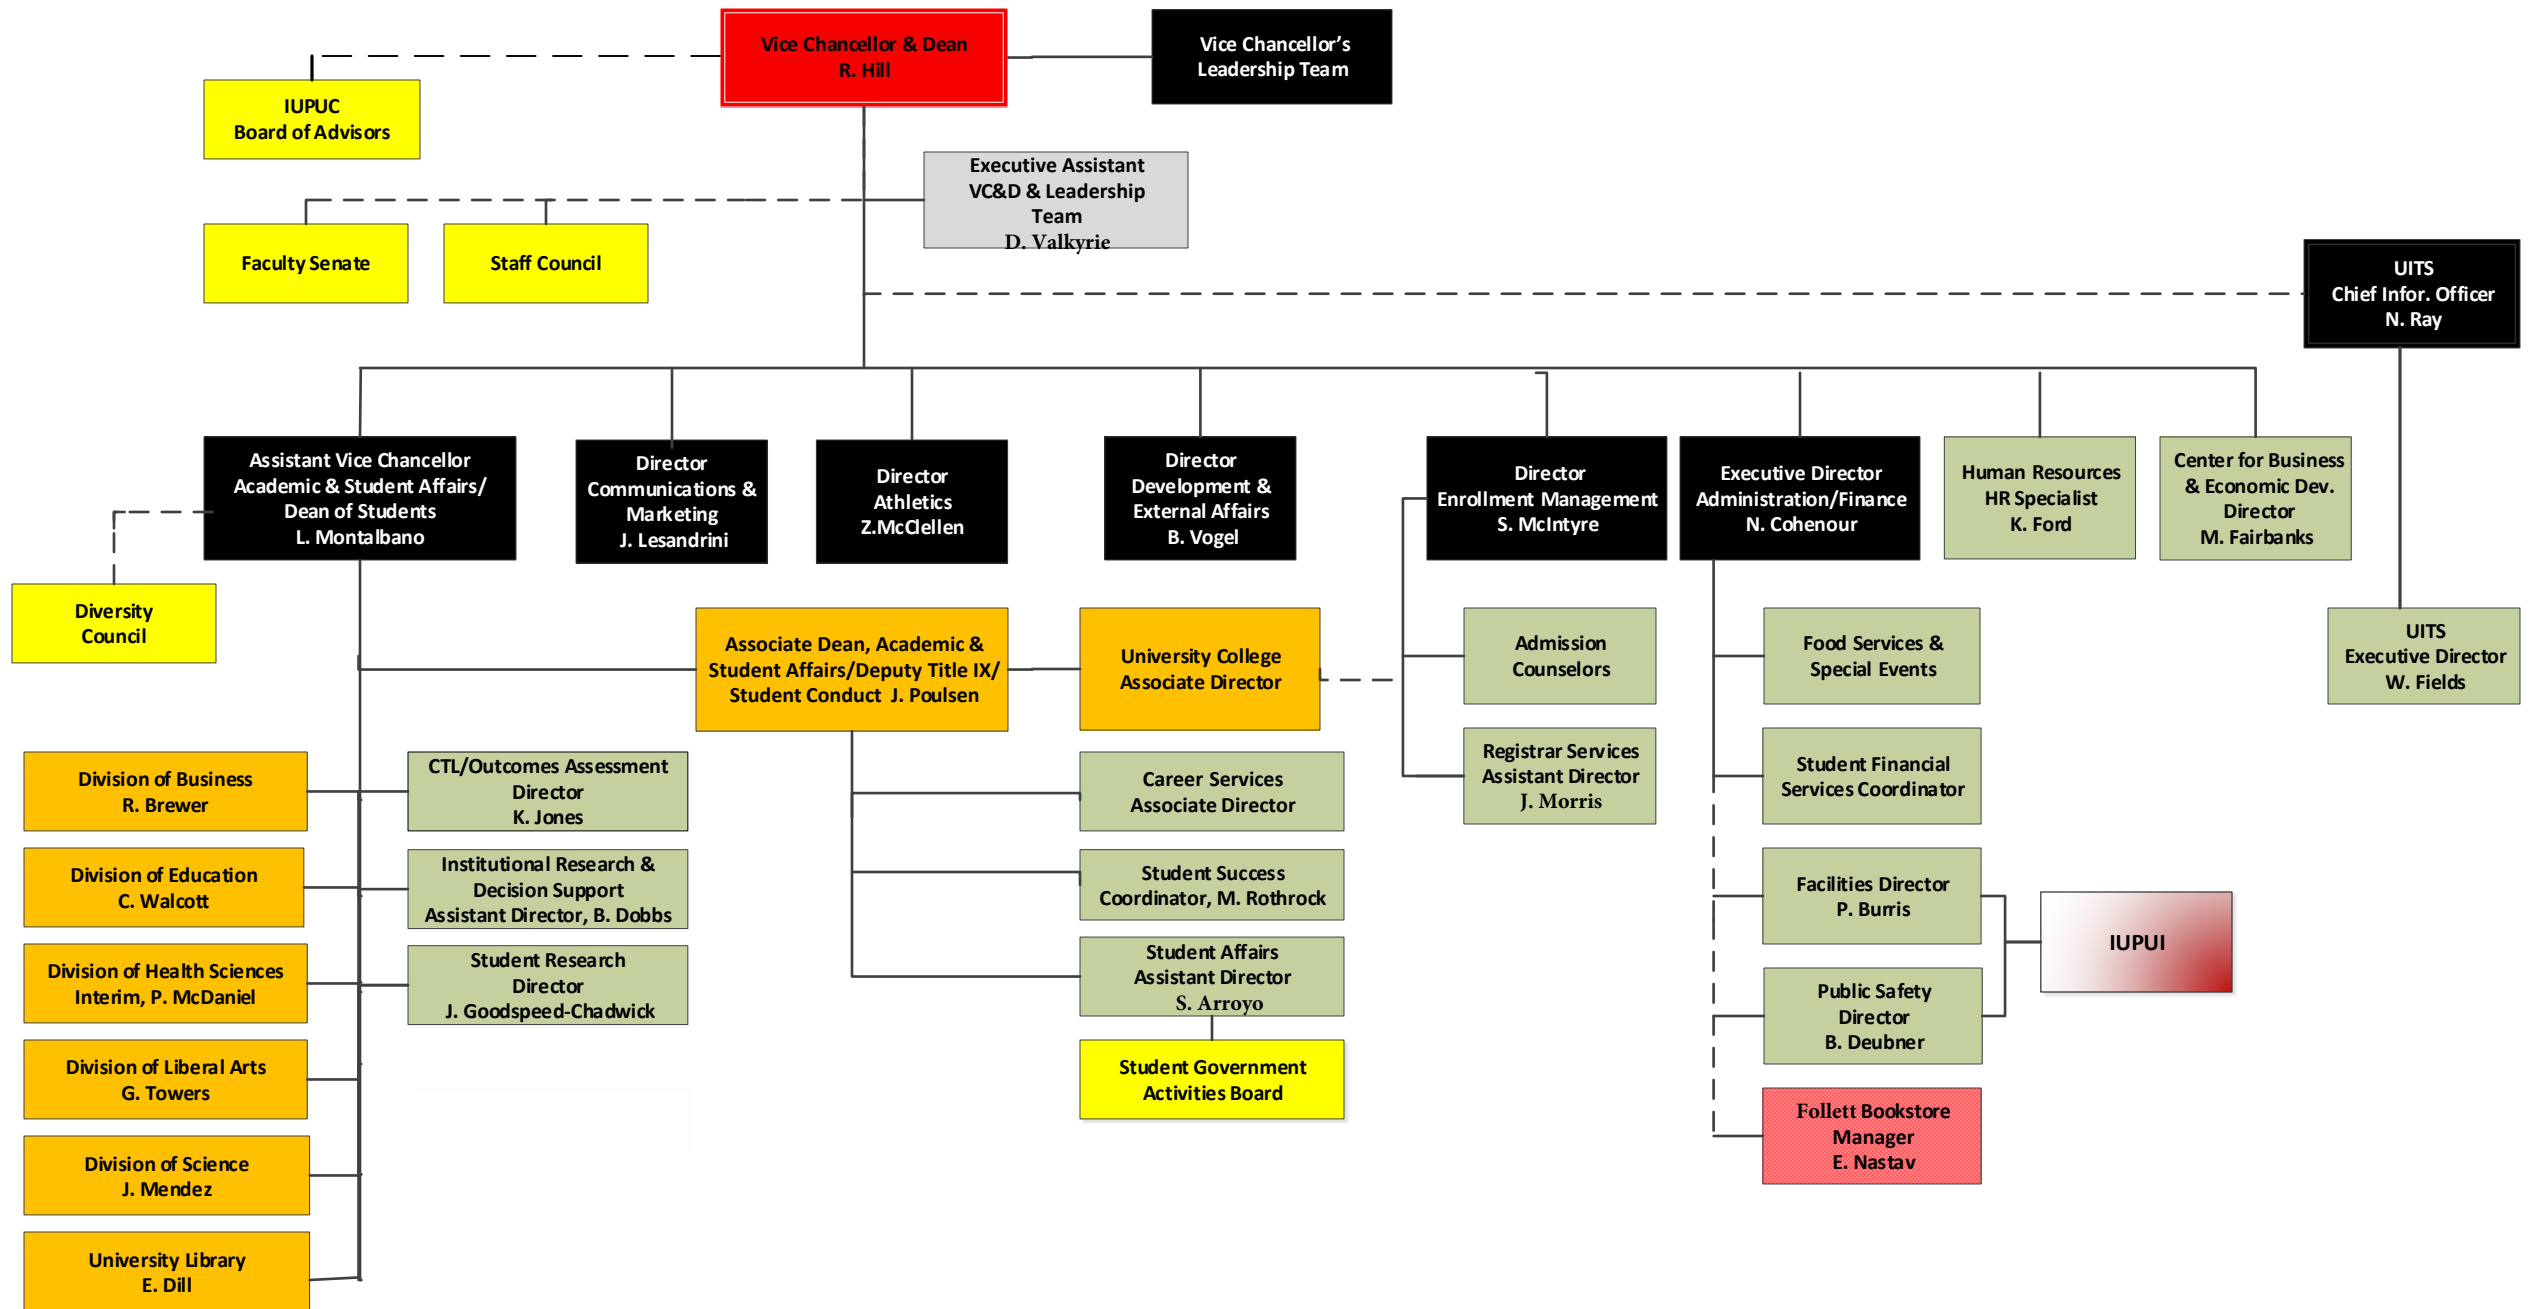 Vice Chancellor & Dean
R. Hill
Vice Chancellor’s
Leadership Team
IUPUC
Board of Advisors
Executive Assistant
VC&D & Leadership
Team
D. Valkyrie
Faculty Senate
Staff Council
UITS
Chief Infor. Officer
N. Ray
Assistant Vice Chancellor
Academic & Student Affairs/
Dean of Students
L. Montalbano
Director
Communications &
Marketing
J. Lesandrini
Director
Athletics
Z.McClellen
Director
Development &
External Affairs
B. Vogel
Director
Enrollment Management
S. McIntyre
Executive Director
Administration/Finance
N. Cohenour
Human Resources
HR Specialist
K. Ford
Center for Business
& Economic Dev.
Director
M. Fairbanks
Diversity
Council
Associate Dean, Academic &
Student Affairs/Deputy Title IX/
Student Conduct  J. Poulsen
University College
Associate Director
Admission
Counselors
Food Services &
Special Events
UITS
Executive Director
W. Fields
Division of Business
R. Brewer
CTL/Outcomes Assessment
Director
K. Jones
Career Services
Associate Director
Registrar Services
Assistant Director
J. Morris
Student Financial
Services Coordinator
Division of Education
C. Walcott
Institutional Research &
Decision Support
Assistant Director, B. Dobbs
Student Success
Coordinator, M. Rothrock
Facilities Director
P. Burris
IUPUI
Division of Health Sciences
Interim, P. McDaniel
Student Research
Director
J. Goodspeed-Chadwick
Student Affairs
Assistant Director
S. Arroyo
Public Safety
Director
B. Deubner
Division of Liberal Arts
G. Towers
Student Government
Activities Board
Follett Bookstore
Manager
E. Nastav
Division of Science
J. Mendez
University Library
E. Dill